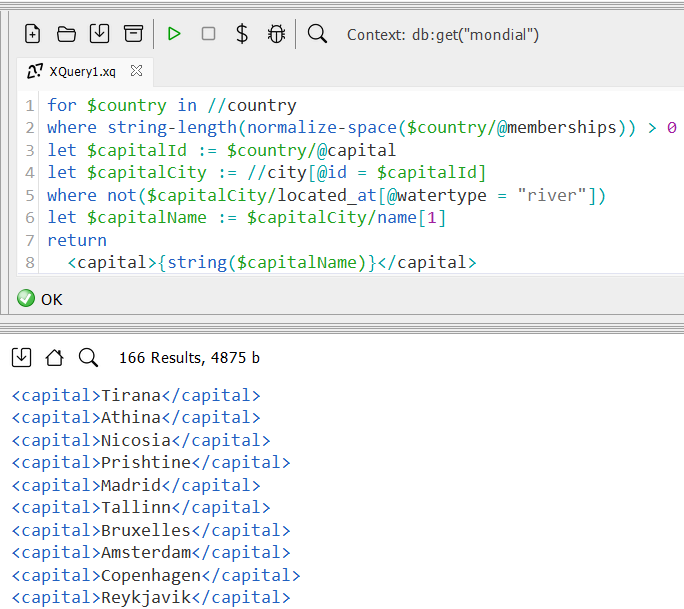 Context: db:get("mondial")
XQuery1.xq
1 for $country in //country
2 where string-length(normalize-space($country/@memberships)) > 0
3 let $capitalId := $country/@capital
4 let $capitalCity := //city[@id = $capitalId]
5 where not($capitalCity/located_at[@watertype = "river"])
6 let $capitalName := $capitalCity/name[1]
7 return
8   <capital>{string($capitalName)}</capital>
OK
166 Results, 4875 b
<capital>Tirana</capital>
<capital>Athina</capital>
<capital>Nicosia</capital>
<capital>Prishtine</capital>
<capital>Madrid</capital>
<capital>Tallinn</capital>
<capital>Bruxelles</capital>
<capital>Amsterdam</capital>
<capital>Copenhagen</capital>
<capital>Reykjavik</capital>